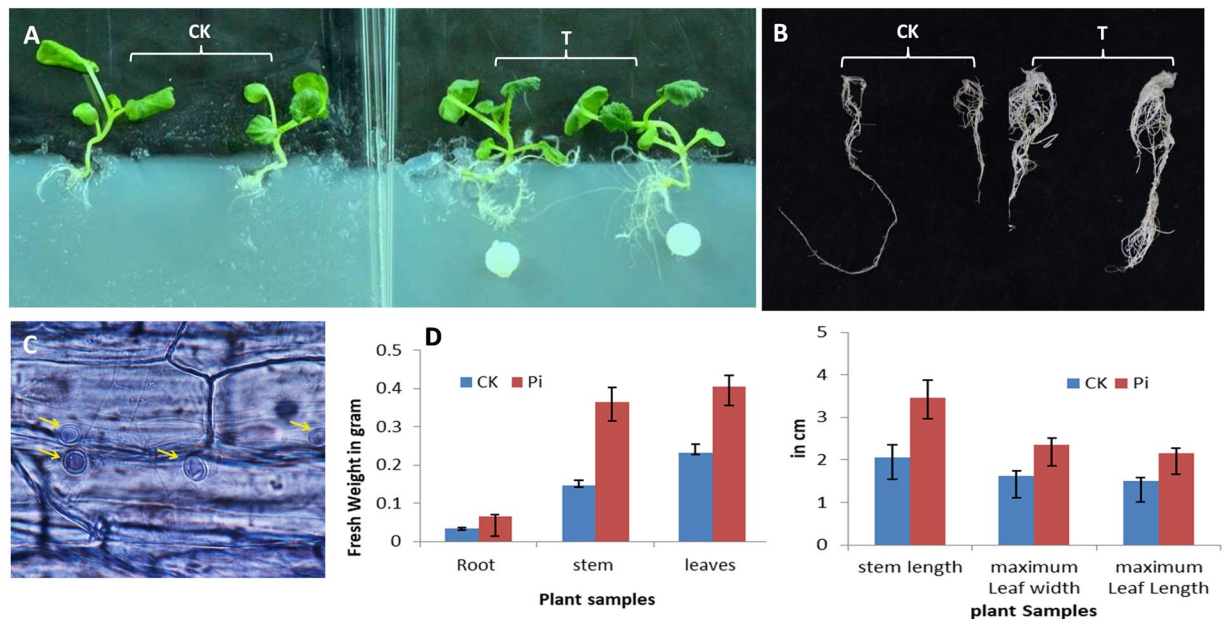 A
CK
T
B
CK
T
C
D
0.5
0.4
0.3
0.2
0.1
0
Fresh Weight in gram
CK Pi
Root stem leaves
Plant samples
5
4
3
2
1
0
in cm
CK Pi
stem length maximum maximum
Leaf width Leaf Length
plant Samples